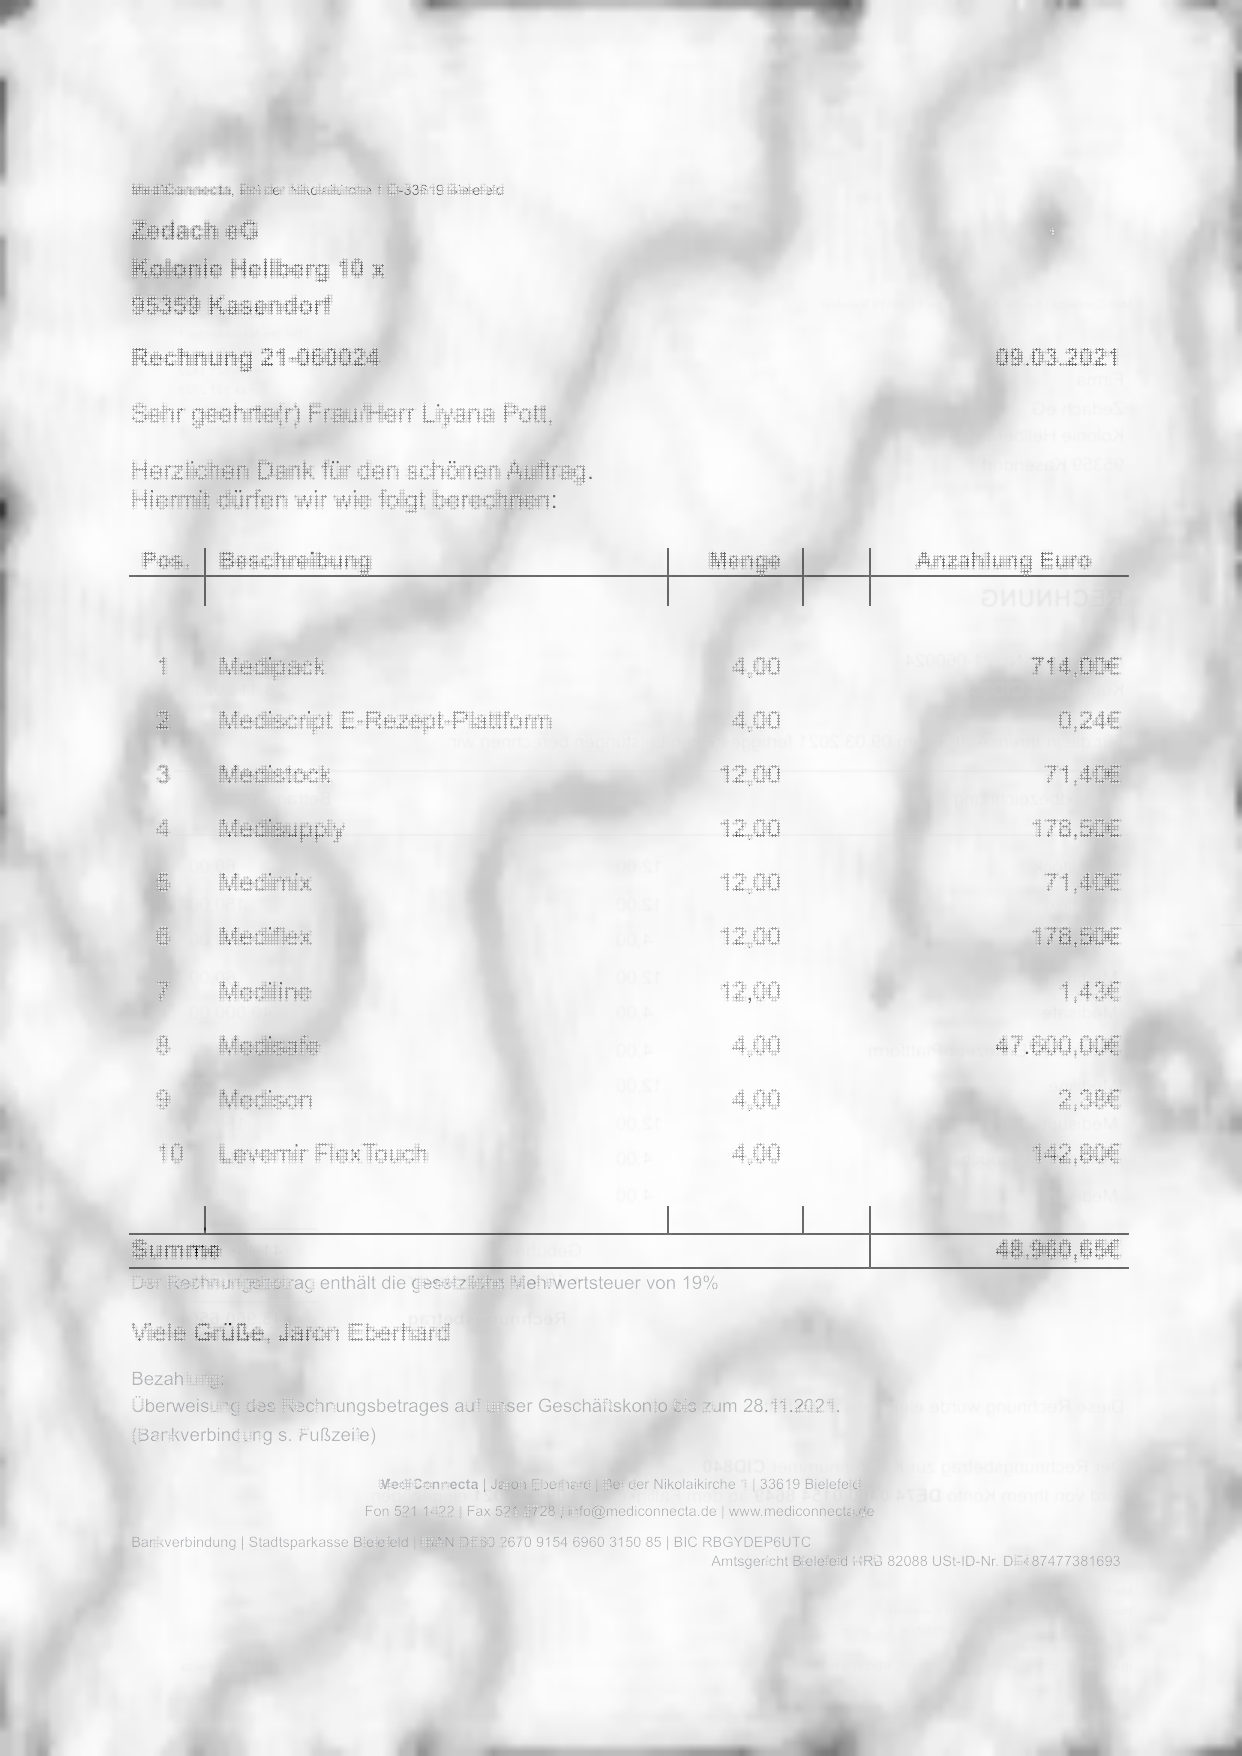 MediConnecta, Bei der Nikolaikirche 1 D-33619 Bielefeld
Zedach eG
Kolonie Hellberg 10 x
95359 Kasendorf
Rechnung 21-060024 09.03.2021
Sehr geehrte(r) Frau/Herr Liyana Pott,
Herzlichen Dank für den schönen Auftrag.
Hiermit dürfen wir wie folgt berechnen:
Pos. Beschreibung Menge Anzahlung Euro
1 Medipack 4,00 714,00€
2 Mediscript E-Rezept-Plattform 4,00 0,24€
3 Medistock 12,00 71,40€
4 Medisupply 12,00 178,50€
5 Medimix 12,00 71,40€
6 Mediflex 12,00 178,50€
7 Mediline 12,00 1,43€
8 Medisafe 4,00 47.600,00€
9 Medison 4,00 2,38€
10 Levemir FlexTouch 4,00 142,80€
Summe 48.960,65€
Der Rechnungsbetrag enthält die gesetzliche Mehrwertsteuer von 19%
Viele Grüße, Jaron Eberhard
Bezahlung:
Überweisung des Rechnungsbetrages auf unser Geschäftskonto bis zum 28.11.2021.
(Bankverbindung s. Fußzeile)
MediConnecta | Jaron Eberhard | Bei der Nikolaikirche 1 | 33619 Bielefeld
Fon 521 1422 | Fax 521 1728 | info@mediconnecta.de | www.mediconnecta.de
Bankverbindung | Stadtsparkasse Bielefeld | IBAN DE60 2670 9154 6960 3150 85 | BIC RBGYDEP6UTC
Amtsgericht Bielefeld HRB 82088 USt-ID-Nr. DE487477381693